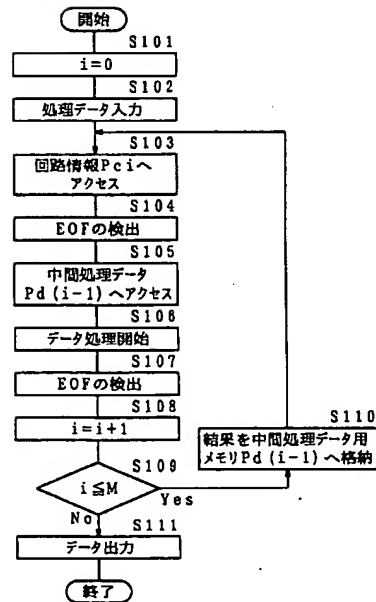 開始
S101
i=0
S102
処理データ入力
S103
回路情報Pciへ
アクセス
S104
EOFの検出
S105
中間処理データ
Pd(i-1)へアクセス
S106
データ処理開始
S107
EOFの検出
S108
i=i+1
S109
i≦M
Yes
No
S110
結果を中間処理データ用
メモリPd(i-1)へ格納
S111
データ出力
終了